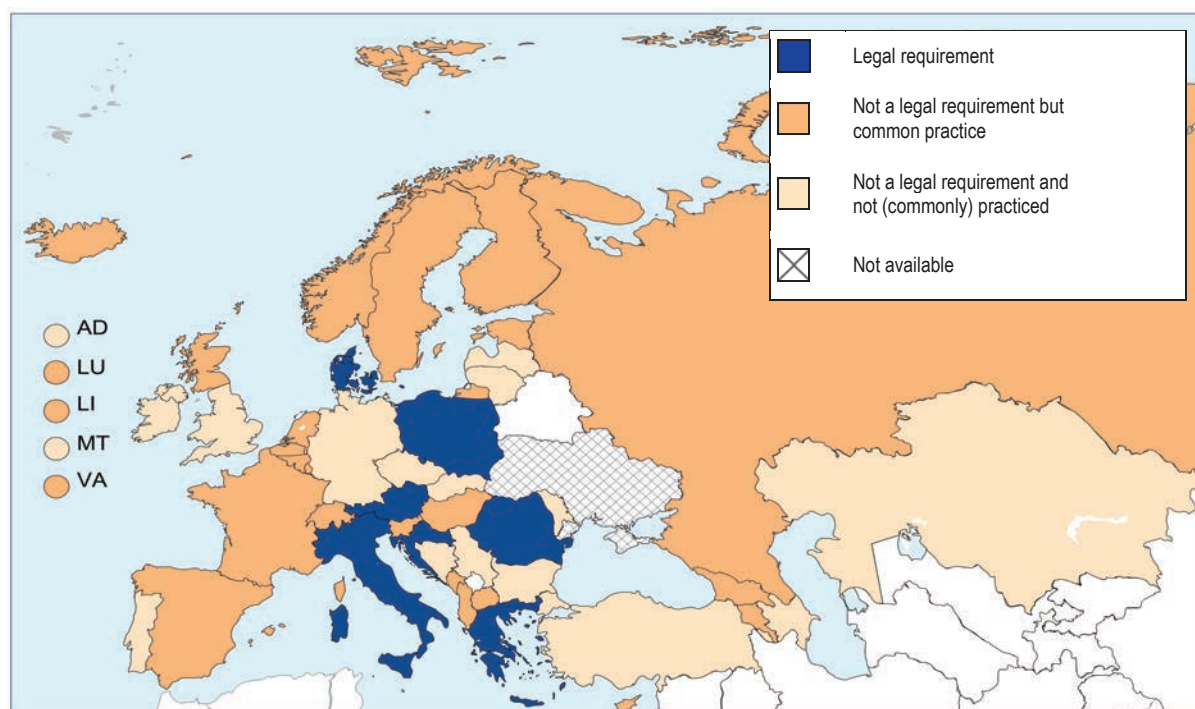 Legal requirement
Not a legal requirement but
common practice
Not a legal requirement and
not (commonly) practiced
Not available
AD
LU
LI
MT
VA